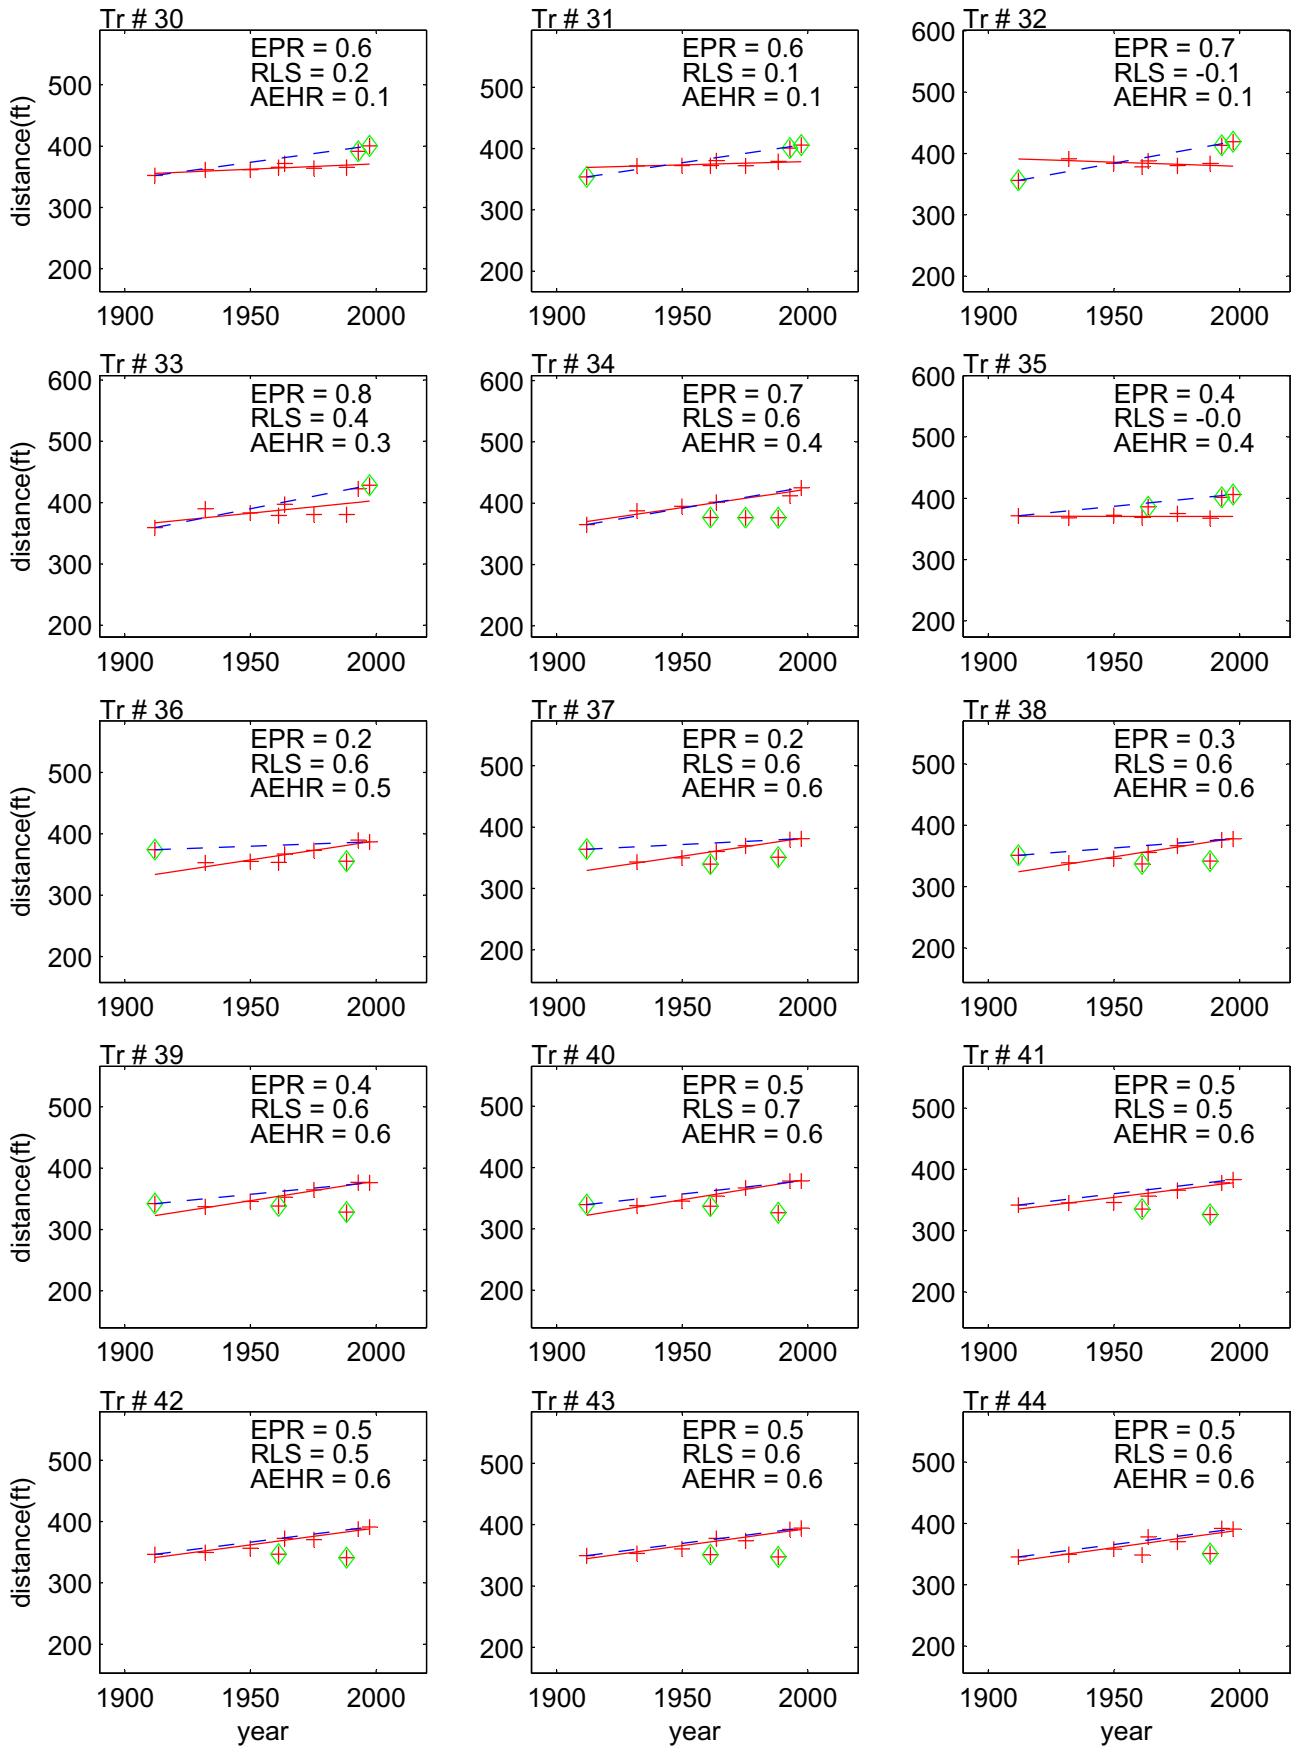 Tr # 30
EPR = 0.6
RLS = 0.2
AEHR = 0.1
500
400
300
200
distance(ft)
1900 1950 2000
Tr # 31
EPR = 0.6
RLS = 0.1
AEHR = 0.1
500
400
300
200
1900 1950 2000
Tr # 32
EPR = 0.7
RLS = -0.1
AEHR = 0.1
600
500
400
300
200
1900 1950 2000
Tr # 33
EPR = 0.8
RLS = 0.4
AEHR = 0.3
600
500
400
300
200
distance(ft)
1900 1950 2000
Tr # 34
EPR = 0.7
RLS = 0.6
AEHR = 0.4
600
500
400
300
200
1900 1950 2000
Tr # 35
EPR = 0.4
RLS = -0.0
AEHR = 0.4
600
500
400
300
200
1900 1950 2000
Tr # 36
EPR = 0.2
RLS = 0.6
AEHR = 0.5
500
400
300
200
distance(ft)
1900 1950 2000
Tr # 37
EPR = 0.2
RLS = 0.6
AEHR = 0.6
500
400
300
200
1900 1950 2000
Tr # 38
EPR = 0.3
RLS = 0.6
AEHR = 0.6
500
400
300
200
1900 1950 2000
Tr # 39
EPR = 0.4
RLS = 0.6
AEHR = 0.6
500
400
300
200
distance(ft)
1900 1950 2000
Tr # 40
EPR = 0.5
RLS = 0.7
AEHR = 0.6
500
400
300
200
1900 1950 2000
Tr # 41
EPR = 0.5
RLS = 0.5
AEHR = 0.6
500
400
300
200
1900 1950 2000
Tr # 42
EPR = 0.5
RLS = 0.5
AEHR = 0.6
500
400
300
200
distance(ft)
1900 1950 2000
year
Tr # 43
EPR = 0.5
RLS = 0.6
AEHR = 0.6
500
400
300
200
1900 1950 2000
year
Tr # 44
EPR = 0.5
RLS = 0.6
AEHR = 0.6
500
400
300
200
1900 1950 2000
year